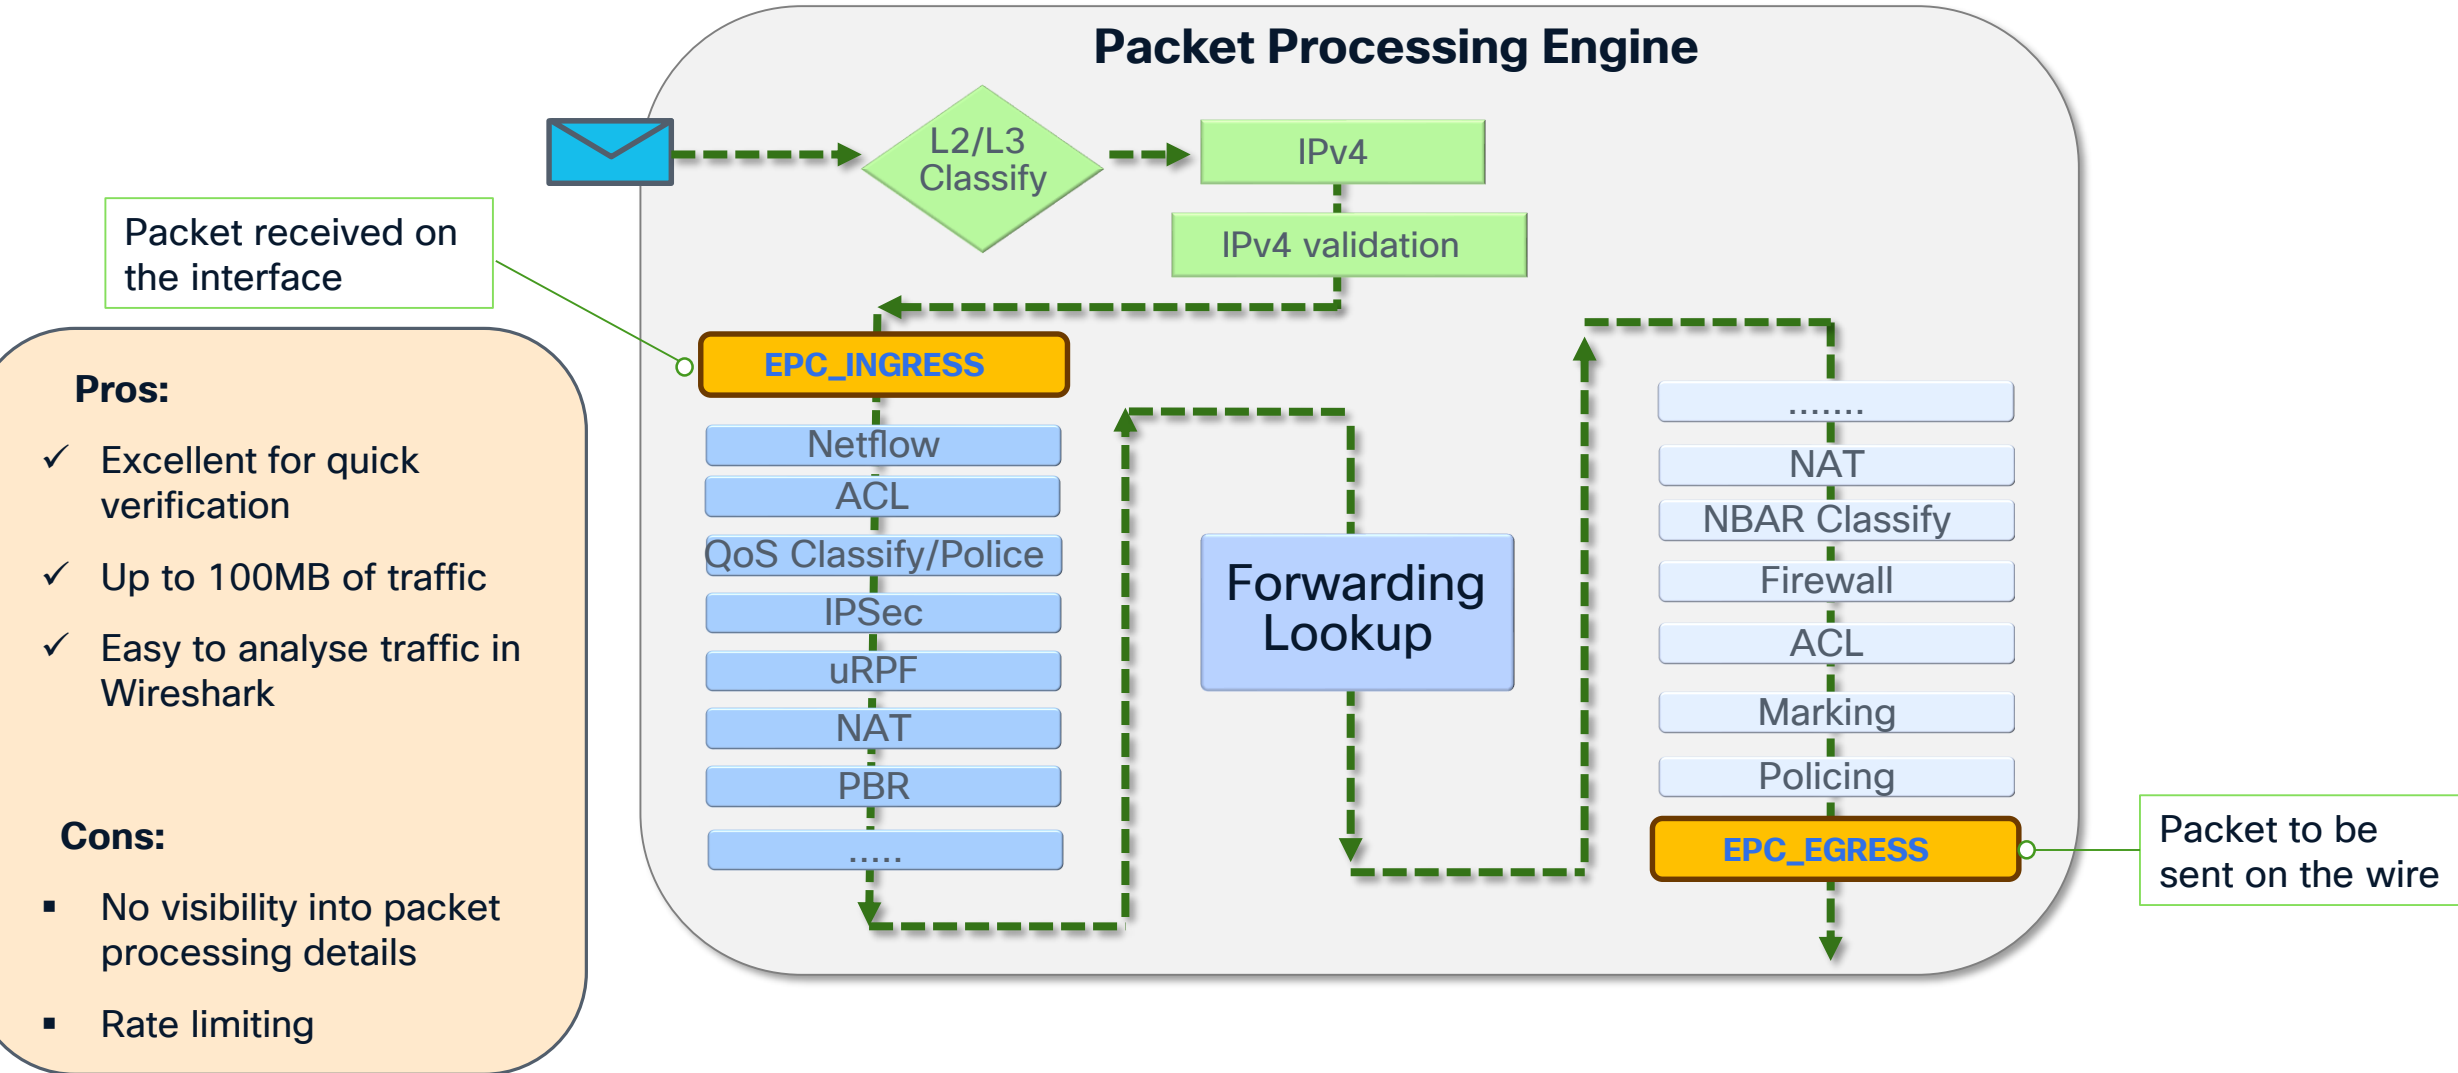 Packet Processing Engine
L2/L3
Classify
IPv4
IPv4 validation
Packet received on
the interface
EPC_INGRESS
Netflow
ACL
QoS Classify/Police
IPSec
uRPF
NAT
PBR
.....
Forwarding
Lookup
.......
NAT
NBAR Classify
Firewall
ACL
Marking
Policing
EPC_EGRESS
Packet to be
sent on the wire
Pros:
✓ Excellent for quick
verification
✓ Up to 100MB of traffic
✓ Easy to analyse traffic in
Wireshark
Cons:
▪ No visibility into packet
processing details
▪ Rate limiting